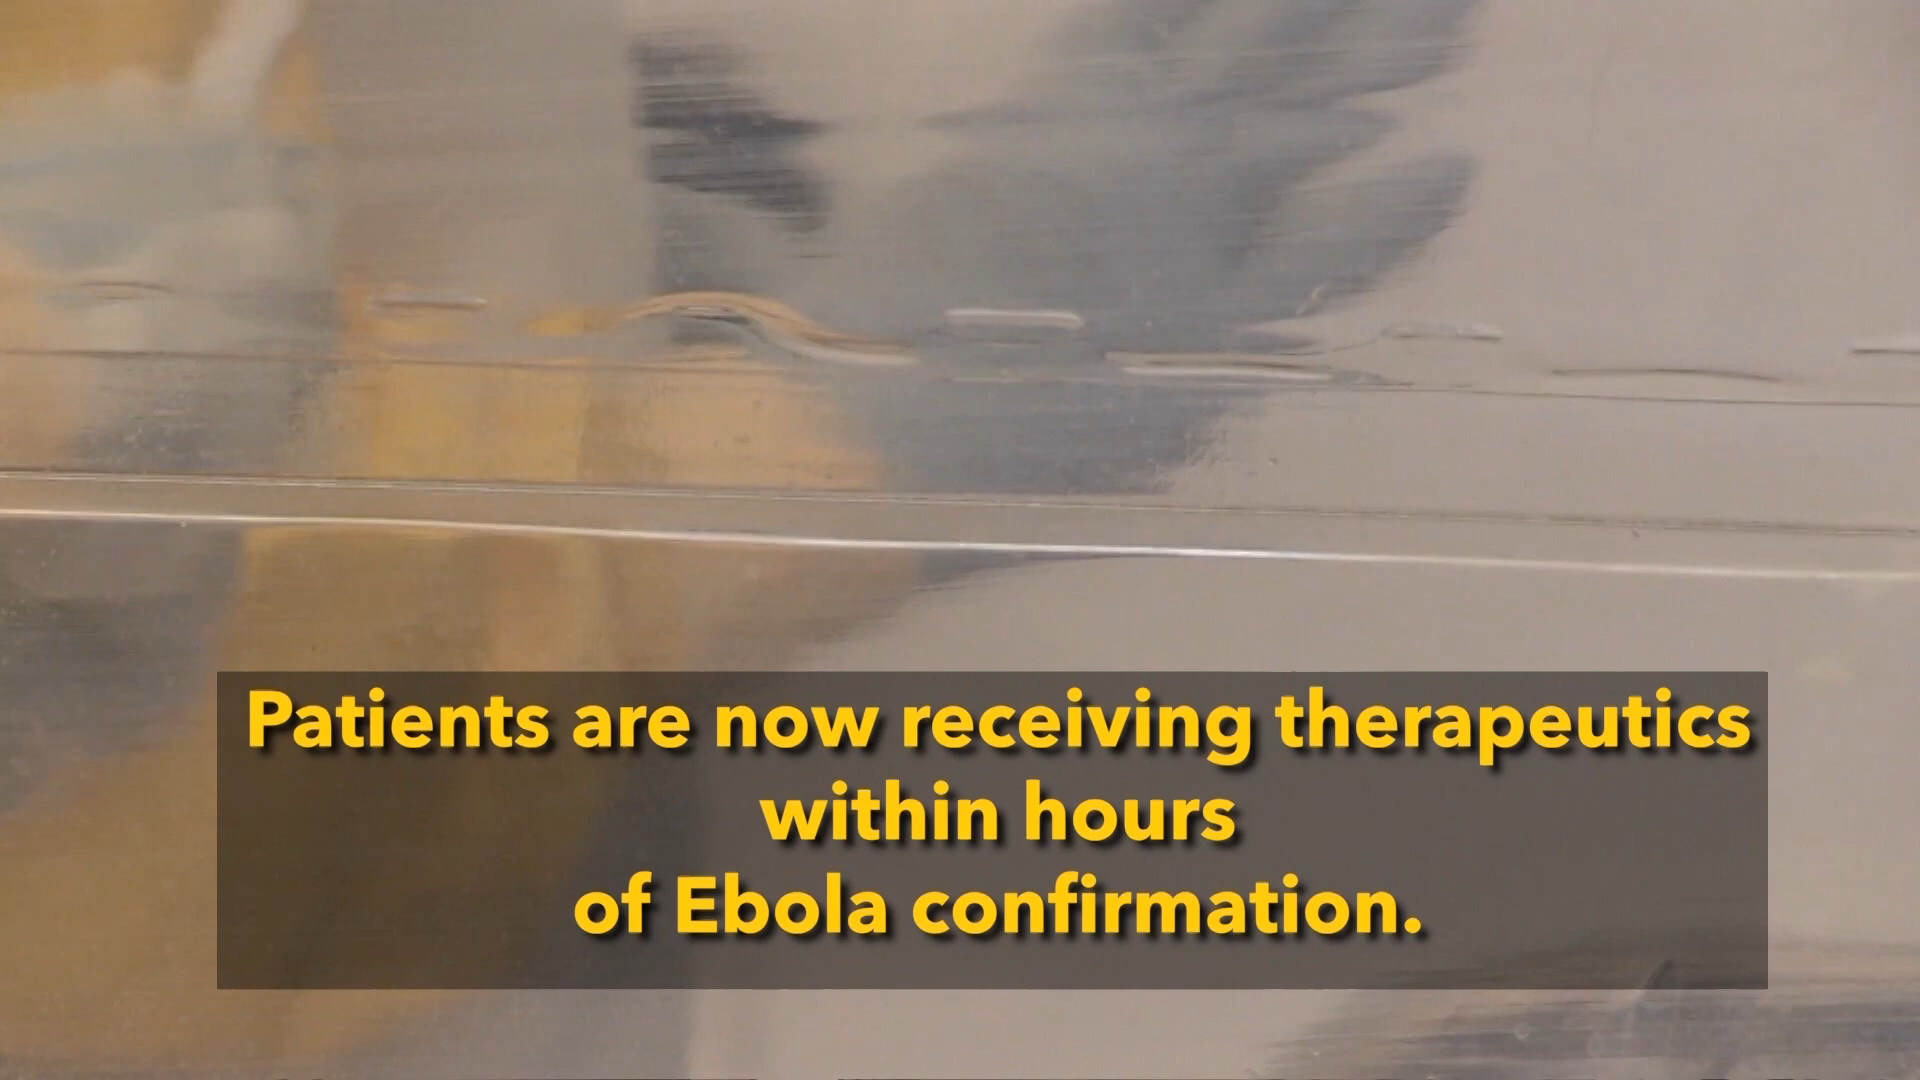 Patients are now receiving therapeutics
within hours
of Ebola confirmation.